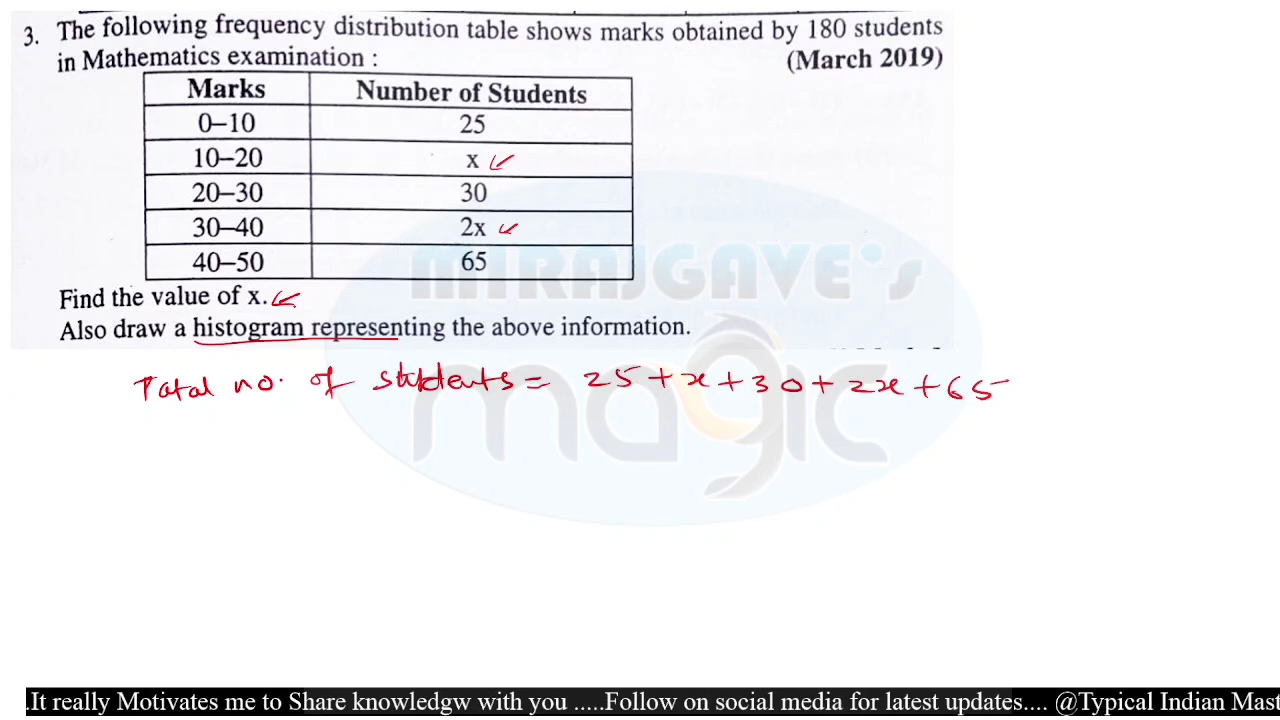 3. The following frequency distribution table shows marks obtained by 180 students
in Mathematics examination : (March 2019)
Marks Number of Students
0–10 25
10–20 x
20–30 30
30–40 2x
40–50 65
Find the value of x.
Also draw a histogram representing the above information.
MIRAJGAVE's
magic
Total no. of students = 25 + x + 30 + 2x + 65
.It really Motivates me to Share knowledgw with you .....Follow on social media for latest updates.... @Typical Indian Mast